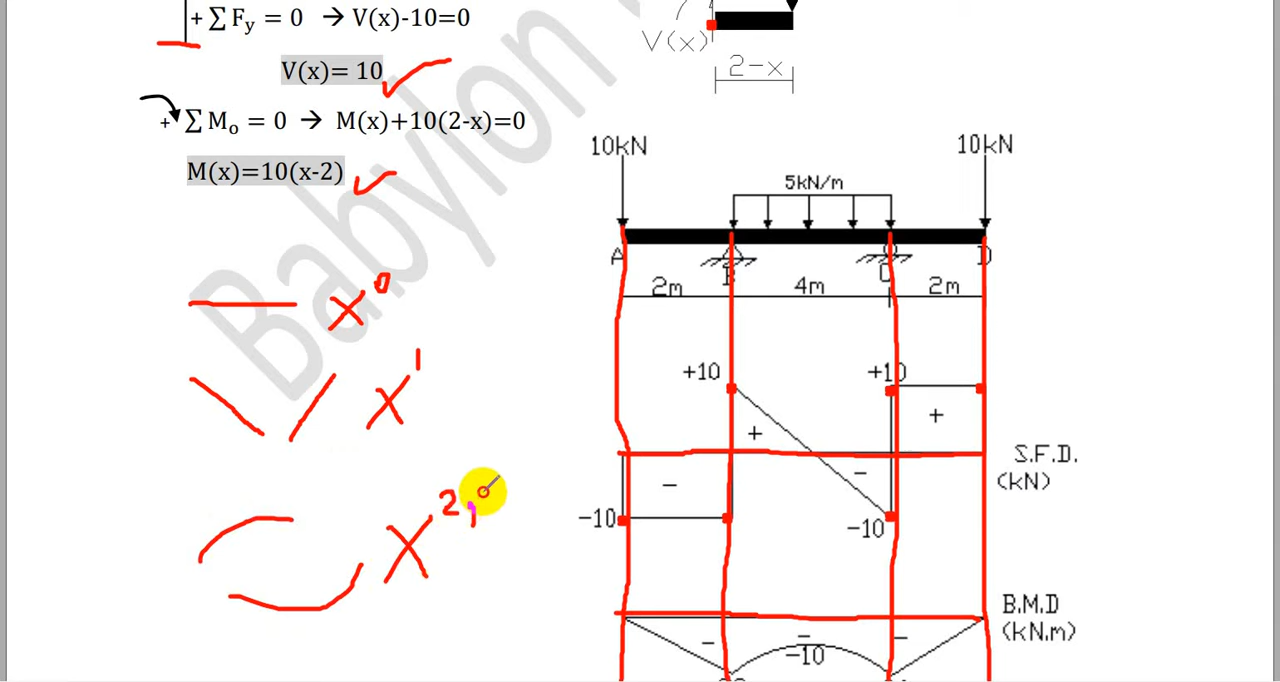 + ∑ Fy = 0 → V(x)-10=0
V(x)= 10
+ ∑ Mo = 0 → M(x)+10(2-x)=0
M(x)=10(x-2)
x⁰
x¹
x²,
Babylon
V(x)
2-x
10kN
10kN
5kN/m
A
B
C
D
2m
4m
2m
+10
+10
+
+
-
-
-10
-10
S.F.D.
(kN)
B.M.D
(kN.m)
-
-
-
-10